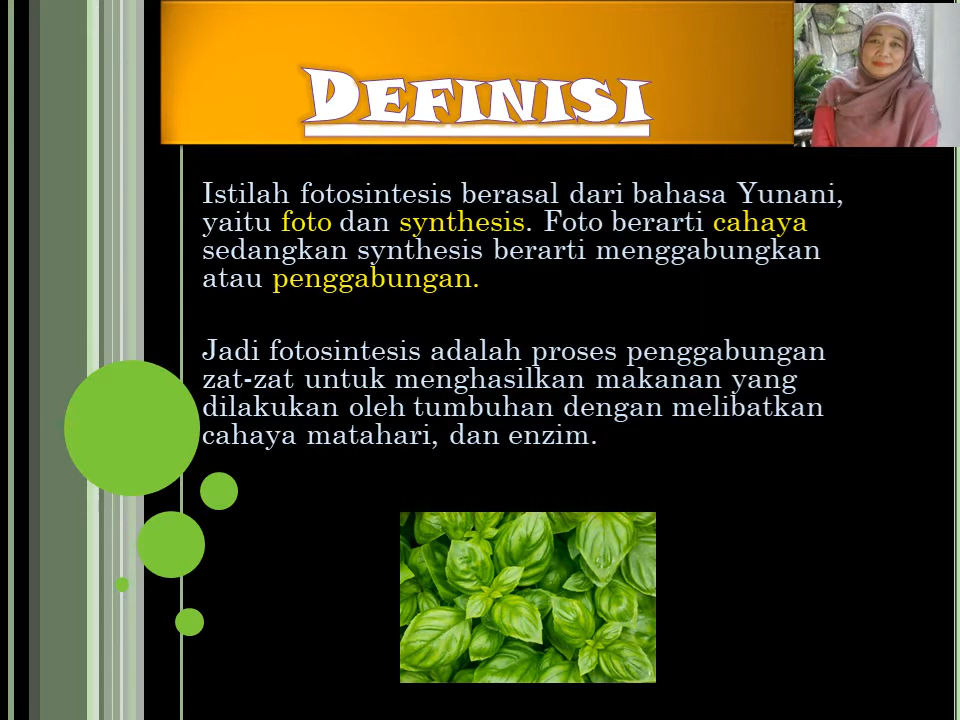 DEFINISI
Istilah fotosintesis berasal dari bahasa Yunani,
yaitu foto dan synthesis. Foto berarti cahaya
sedangkan synthesis berarti menggabungkan
atau penggabungan.
Jadi fotosintesis adalah proses penggabungan
zat-zat untuk menghasilkan makanan yang
dilakukan oleh tumbuhan dengan melibatkan
cahaya matahari, dan enzim.